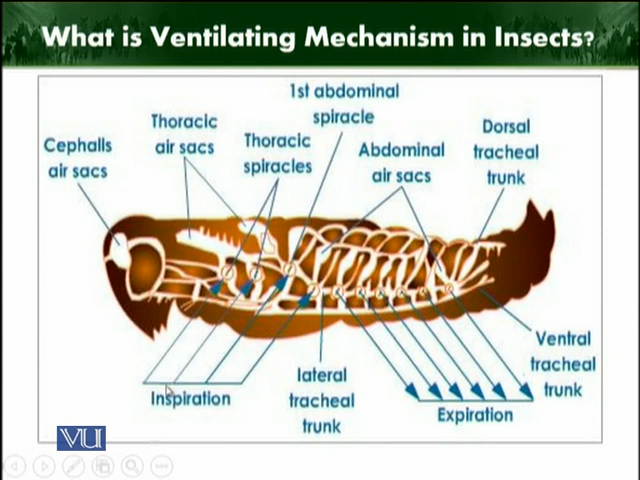 What is Ventilating Mechanism in Insects?
1st abdominal
spiracle
Thoracic
air sacs
Thoracic
spiracles
Cephalls
air sacs
Abdominal
air sacs
Dorsal
tracheal
trunk
Inspiration
lateral
tracheal
trunk
Expiration
Ventral
tracheal
trunk
VU